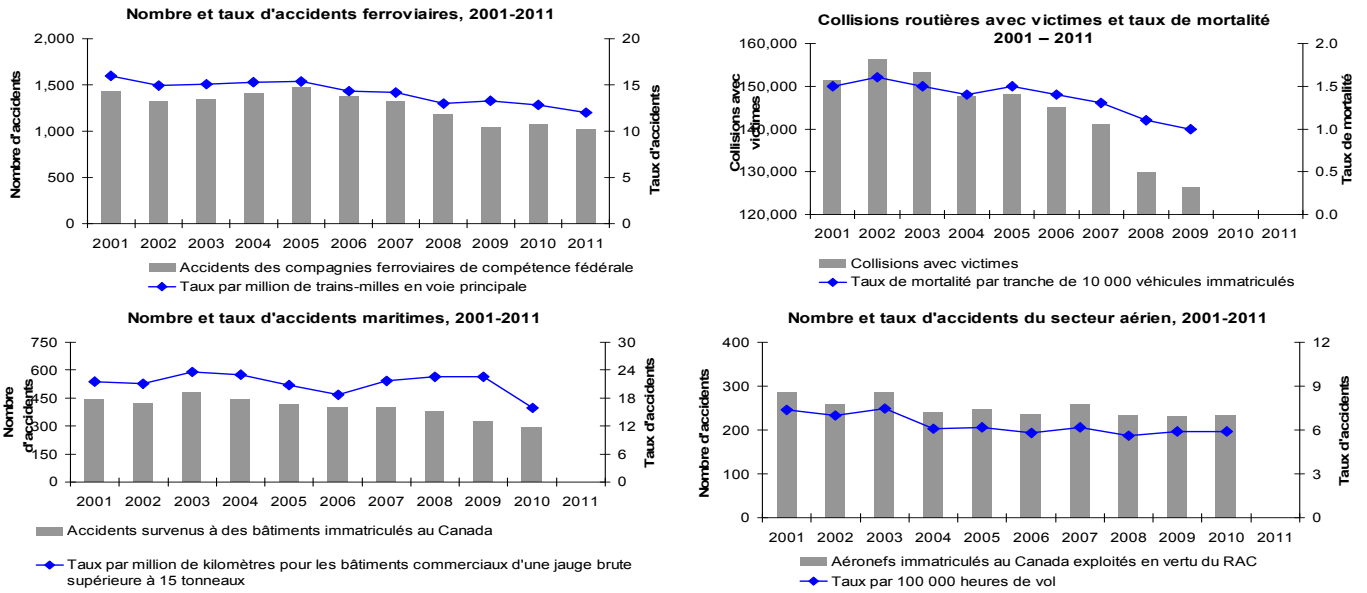 Nombre et taux d'accidents ferroviaires, 2001-2011
Nombre d'accidents
2,000
1,500
1,000
500
0
20
15
10
5
0
Taux d'accidents
2001 2002 2003 2004 2005 2006 2007 2008 2009 2010 2011
Accidents des compagnies ferroviaires de compétence fédérale
Taux par million de trains-milles en voie principale
Collisions routières avec victimes et taux de mortalité
2001 – 2011
Collisions avec
victimes
160,000
150,000
140,000
130,000
120,000
2.0
1.5
1.0
0.5
0.0
Taux de mortalité
2001 2002 2003 2004 2005 2006 2007 2008 2009 2010 2011
Collisions avec victimes
Taux de mortalité par tranche de 10 000 véhicules immatriculés
Nombre et taux d'accidents maritimes, 2001-2011
Nombre
d'accidents
750
600
450
300
150
0
30
24
18
12
6
0
Taux d'accidents
2001 2002 2003 2004 2005 2006 2007 2008 2009 2010 2011
Accidents survenus à des bâtiments immatriculés au Canada
Taux par million de kilomètres pour les bâtiments commerciaux d'une jauge brute
supérieure à 15 tonneaux
Nombre et taux d'accidents du secteur aérien, 2001-2011
Nombre d'accidents
400
300
200
100
0
12
9
6
3
0
Taux d'accidents
2001 2002 2003 2004 2005 2006 2007 2008 2009 2010 2011
Aéronefs immatriculés au Canada exploités en vertu du RAC
Taux par 100 000 heures de vol